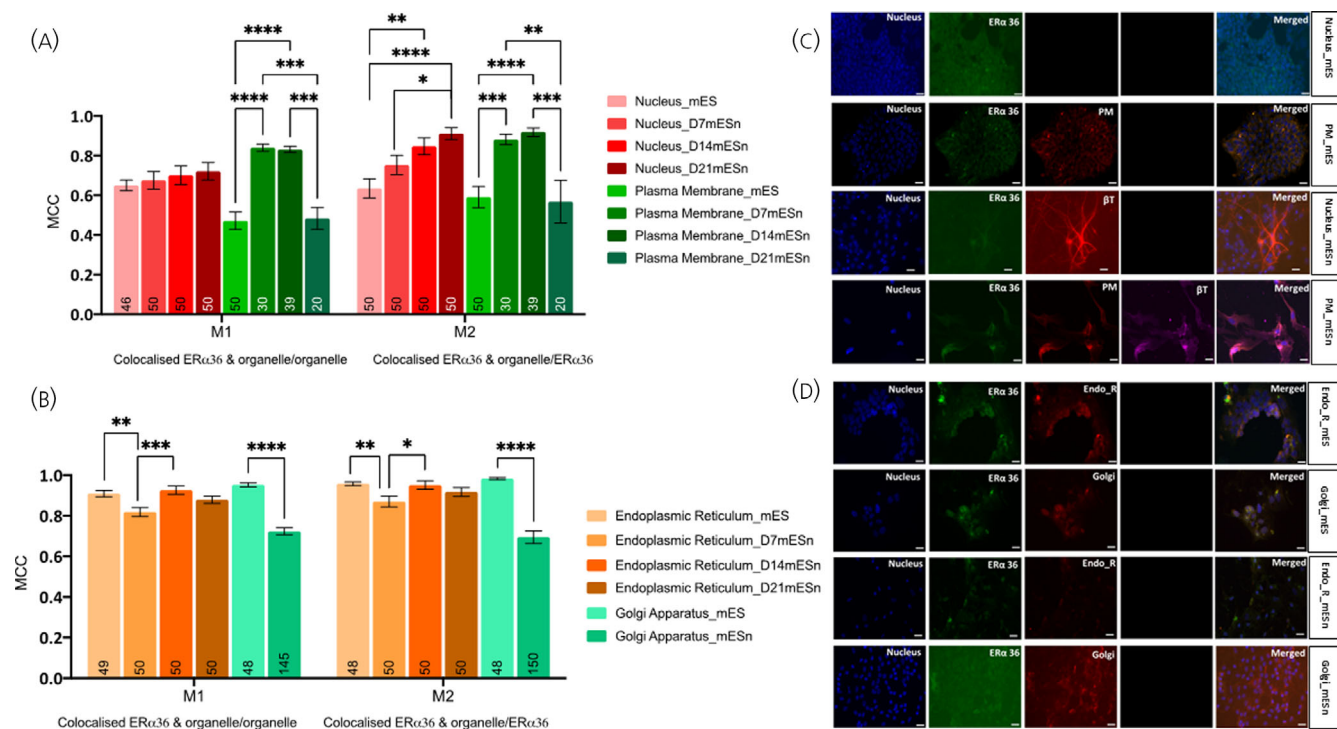 (A)
**
****
****
**
****
***
*
****
****
***
***
***
MCC
1.0
0.8
0.6
0.4
0.2
0.0
46
50
50
50
50
30
39
20
50
50
50
50
50
30
39
20
M1
M2
Colocalised ERα36 & organelle/organelle
Colocalised ERα36 & organelle/ERα36
Nucleus_mES
Nucleus_D7mESn
Nucleus_D14mESn
Nucleus_D21mESn
Plasma Membrane_mES
Plasma Membrane_D7mESn
Plasma Membrane_D14mESn
Plasma Membrane_D21mESn
(B)
**
***
****
**
*
****
MCC
1.0
0.8
0.6
0.4
0.2
0.0
49
50
50
50
48
145
48
50
50
50
48
150
M1
M2
Colocalised ERα36 & organelle/organelle
Colocalised ERα36 & organelle/ERα36
Endoplasmic Reticulum_mES
Endoplasmic Reticulum_D7mESn
Endoplasmic Reticulum_D14mESn
Endoplasmic Reticulum_D21mESn
Golgi Apparatus_mES
Golgi Apparatus_mESn
(C)
Nucleus
ERα 36
Merged
Nucleus_mES
Nucleus
ERα 36
PM
Merged
PM_mES
Nucleus
ERα 36
βT
Merged
Nucleus_mESn
Nucleus
ERα 36
PM
βT
Merged
PM_mESn
(D)
Nucleus
ERα 36
Endo_R
Merged
Endo_R_mES
Nucleus
ERα 36
Golgi
Merged
Golgi_mES
Nucleus
ERα 36
Endo_R
Merged
Endo_R_mESn
Nucleus
ERα 36
Golgi
Merged
Golgi_mESn